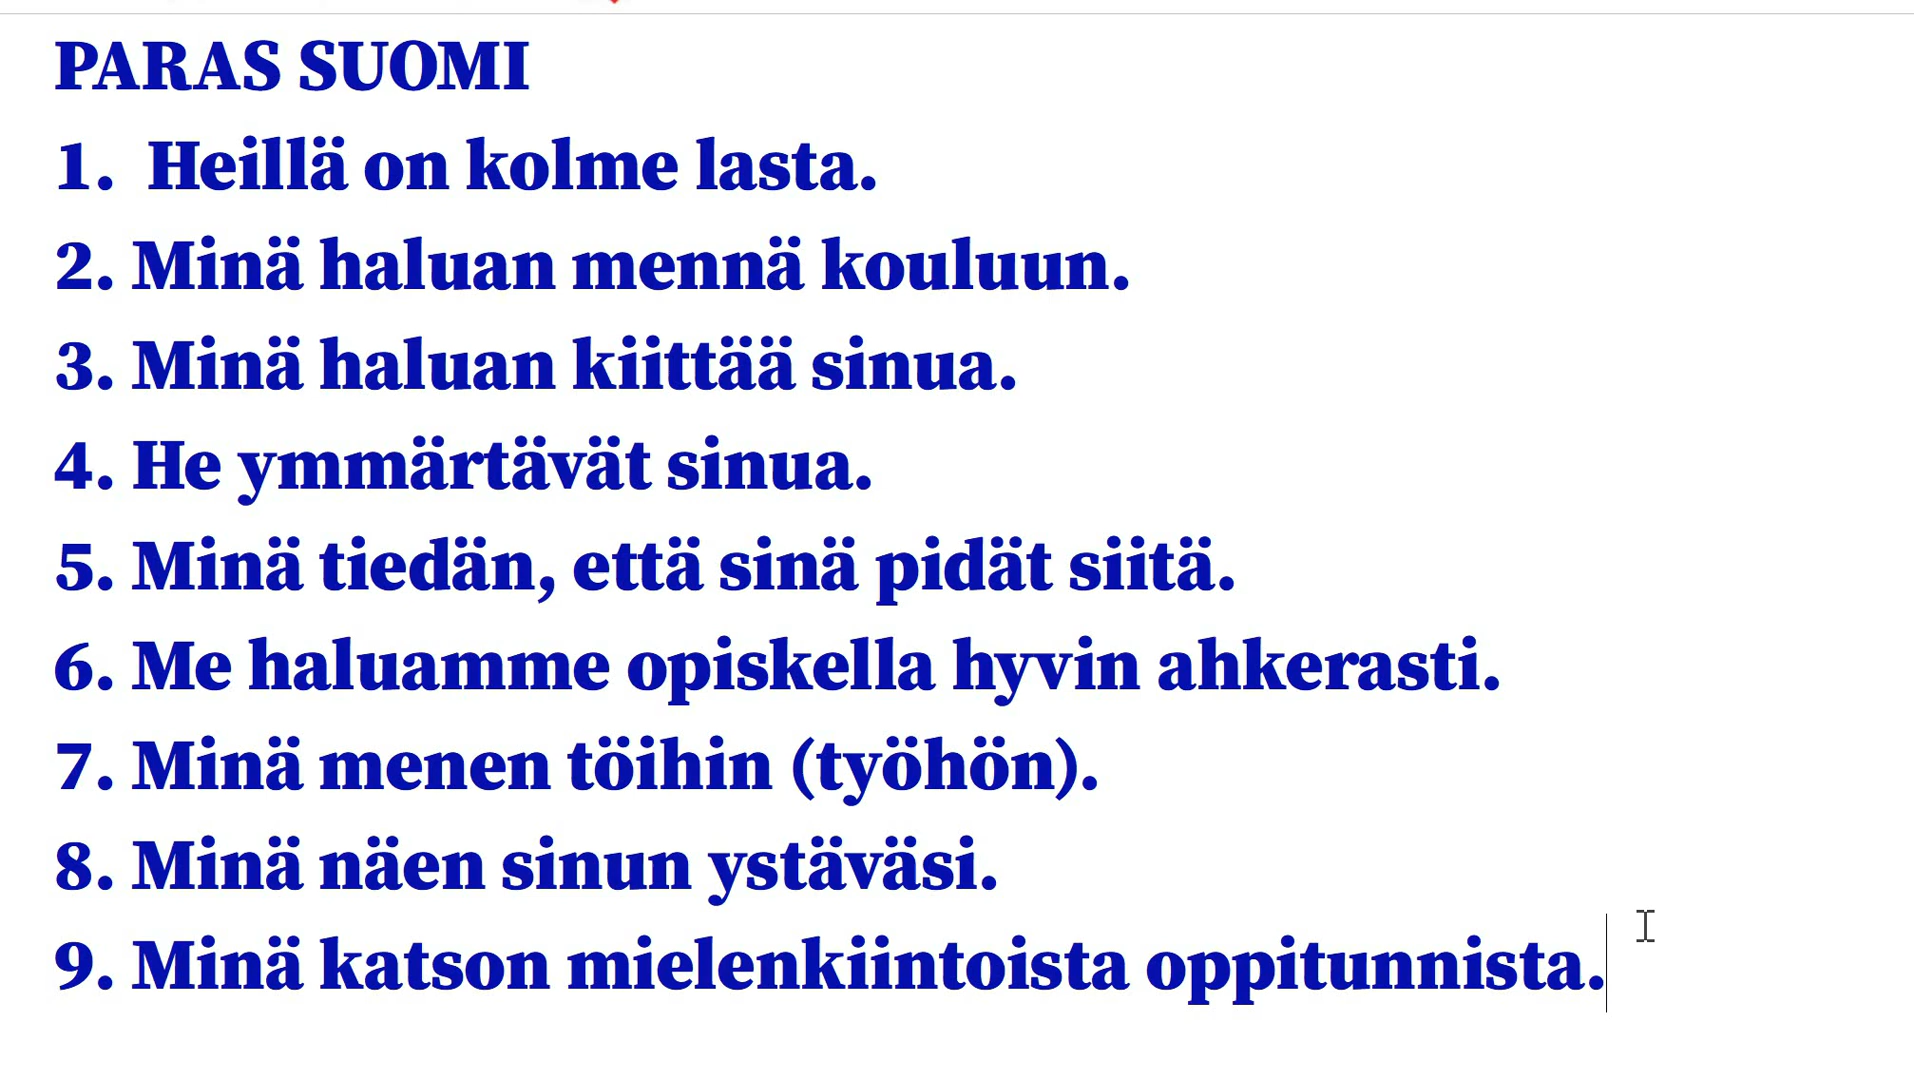 PARAS SUOMI
1. Heillä on kolme lasta.
2. Minä haluan mennä kouluun.
3. Minä haluan kiittää sinua.
4. He ymmärtävät sinua.
5. Minä tiedän, että sinä pidät siitä.
6. Me haluamme opiskella hyvin ahkerasti.
7. Minä menen töihin (työhön).
8. Minä näen sinun ystäväsi.
9. Minä katson mielenkiintoista oppitunnista.